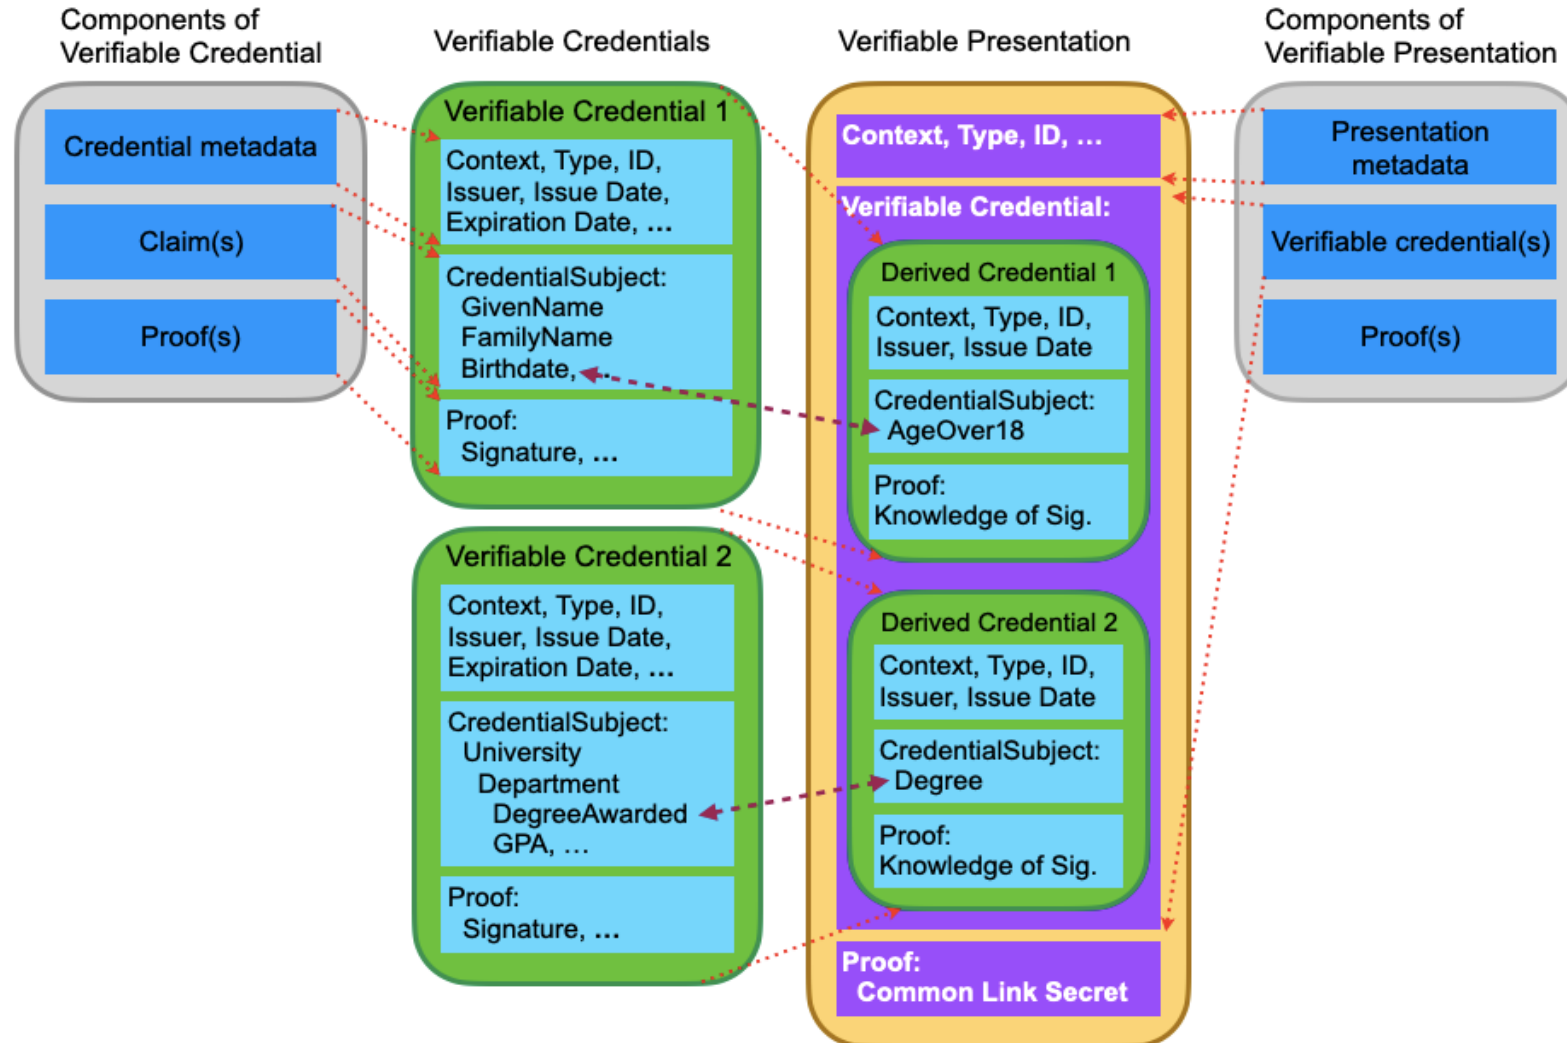 Components of
Verifiable Credential
Credential metadata
Claim(s)
Proof(s)
Verifiable Credentials
Verifiable Credential 1
Context, Type, ID,
Issuer, Issue Date,
Expiration Date, ...
CredentialSubject:
GivenName
FamilyName
Birthdate, ..
Proof:
Signature, ...
Verifiable Credential 2
Context, Type, ID,
Issuer, Issue Date,
Expiration Date, ...
CredentialSubject:
University
Department
DegreeAwarded
GPA, ...
Proof:
Signature, ...
Verifiable Presentation
Context, Type, ID, ...
Verifiable Credential:
Derived Credential 1
Context, Type, ID,
Issuer, Issue Date
CredentialSubject:
AgeOver18
Proof:
Knowledge of Sig.
Derived Credential 2
Context, Type, ID,
Issuer, Issue Date
CredentialSubject:
Degree
Proof:
Knowledge of Sig.
Proof:
Common Link Secret
Components of
Verifiable Presentation
Presentation
metadata
Verifiable credential(s)
Proof(s)